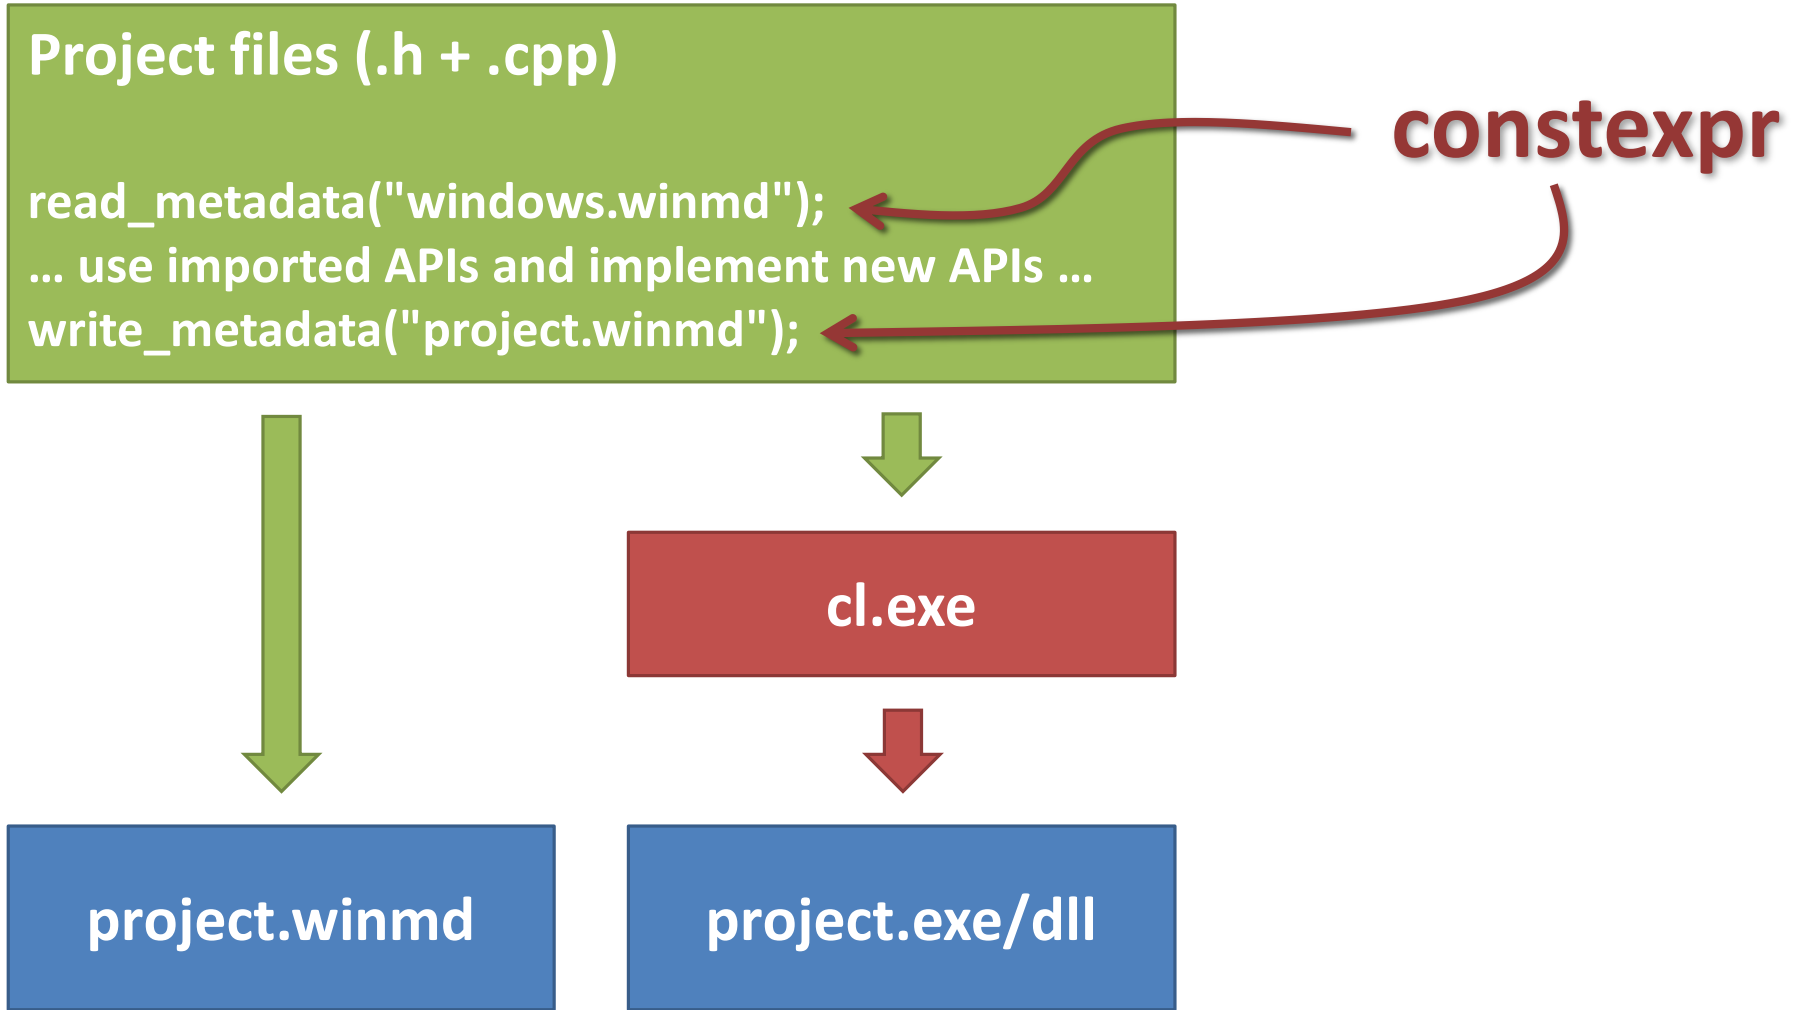 Project files (.h + .cpp)
constexpr
read_metadata("windows.winmd");
… use imported APIs and implement new APIs …
write_metadata("project.winmd");
cl.exe
project.winmd
project.exe/dll